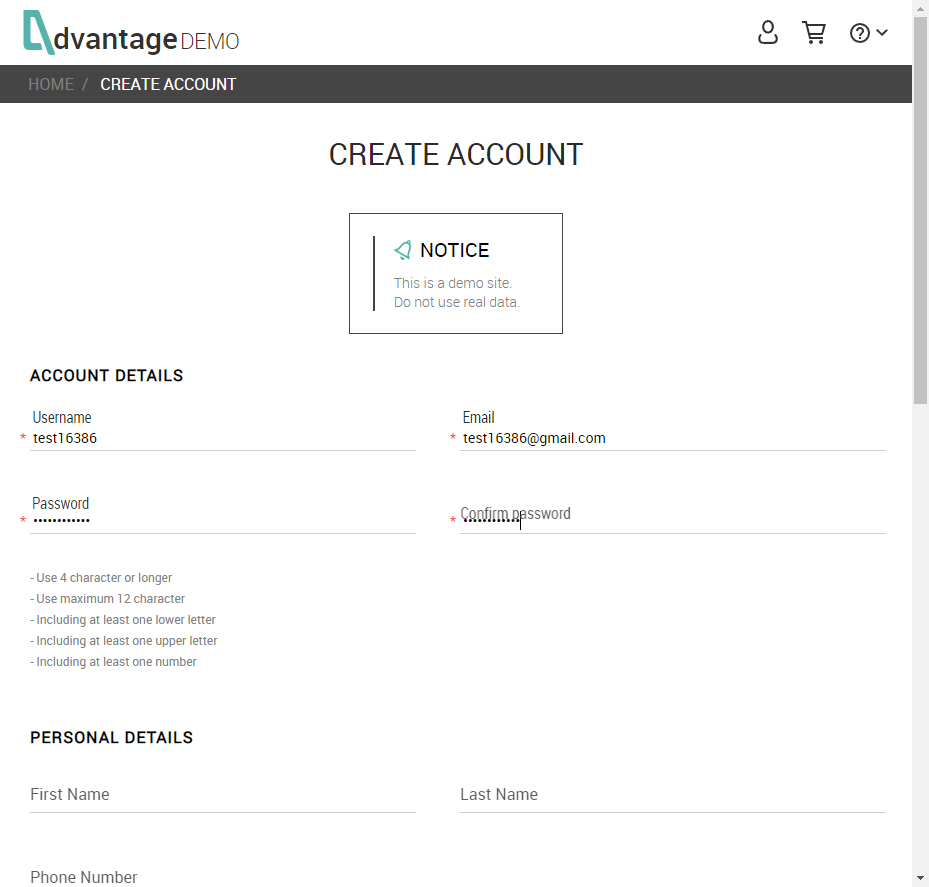 dvantage DEMO
HOME / CREATE ACCOUNT
CREATE ACCOUNT
NOTICE
This is a demo site.
Do not use real data.
ACCOUNT DETAILS
Username Email
* test16386 * test16386@gmail.com
Password Confirm password
* •••••••••••• * ••••••••••••
- Use 4 character or longer
- Use maximum 12 character
- Including at least one lower letter
- Including at least one upper letter
- Including at least one number
PERSONAL DETAILS
First Name Last Name
Phone Number